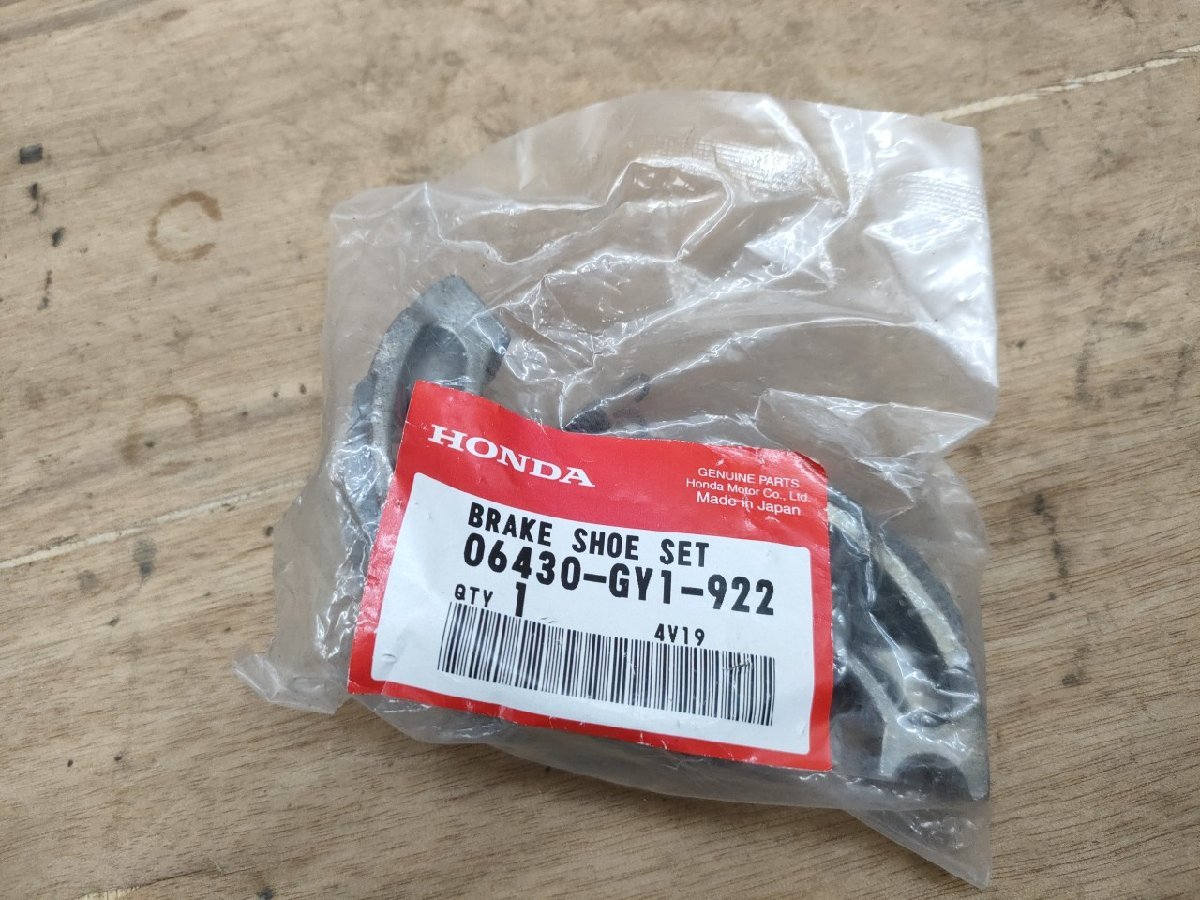 HONDA
GENUINE PARTS
Honda Motor Co., Ltd.
Made in Japan
BRAKE SHOE SET
06430-GY1-922
QTY 1
4V19